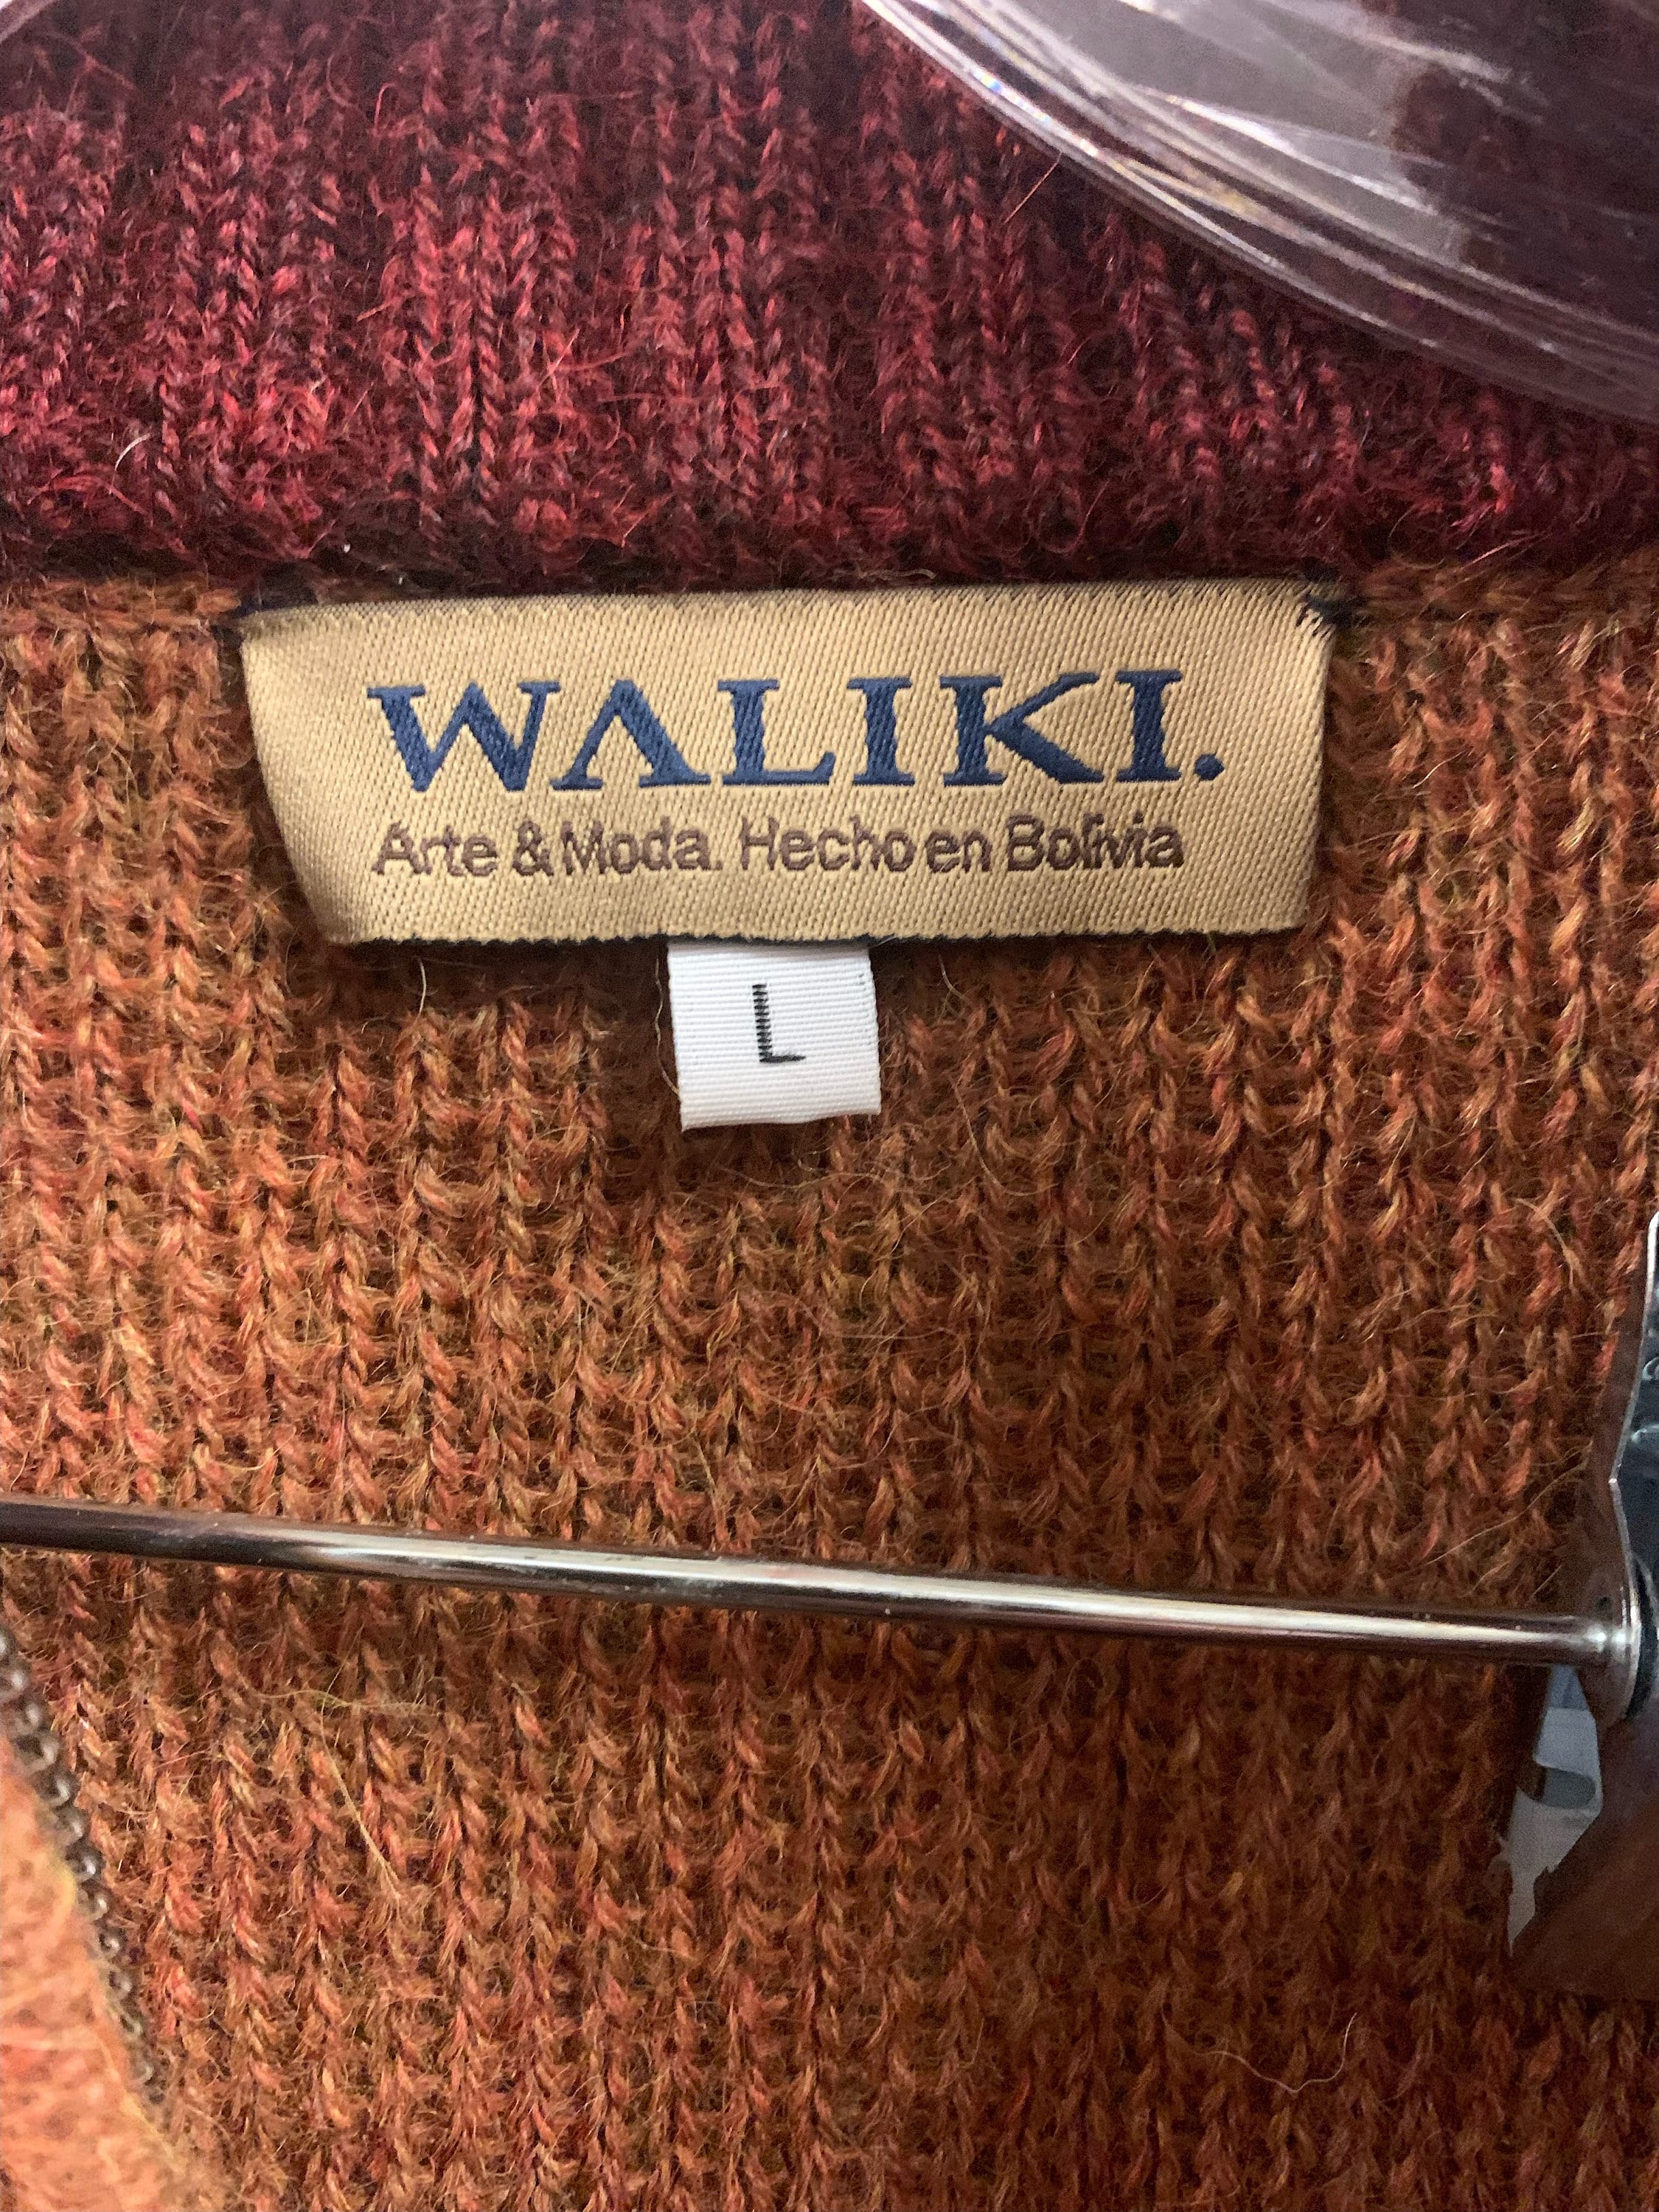 WALIKI.
Arte & Moda. Hecho en Bolivia
L